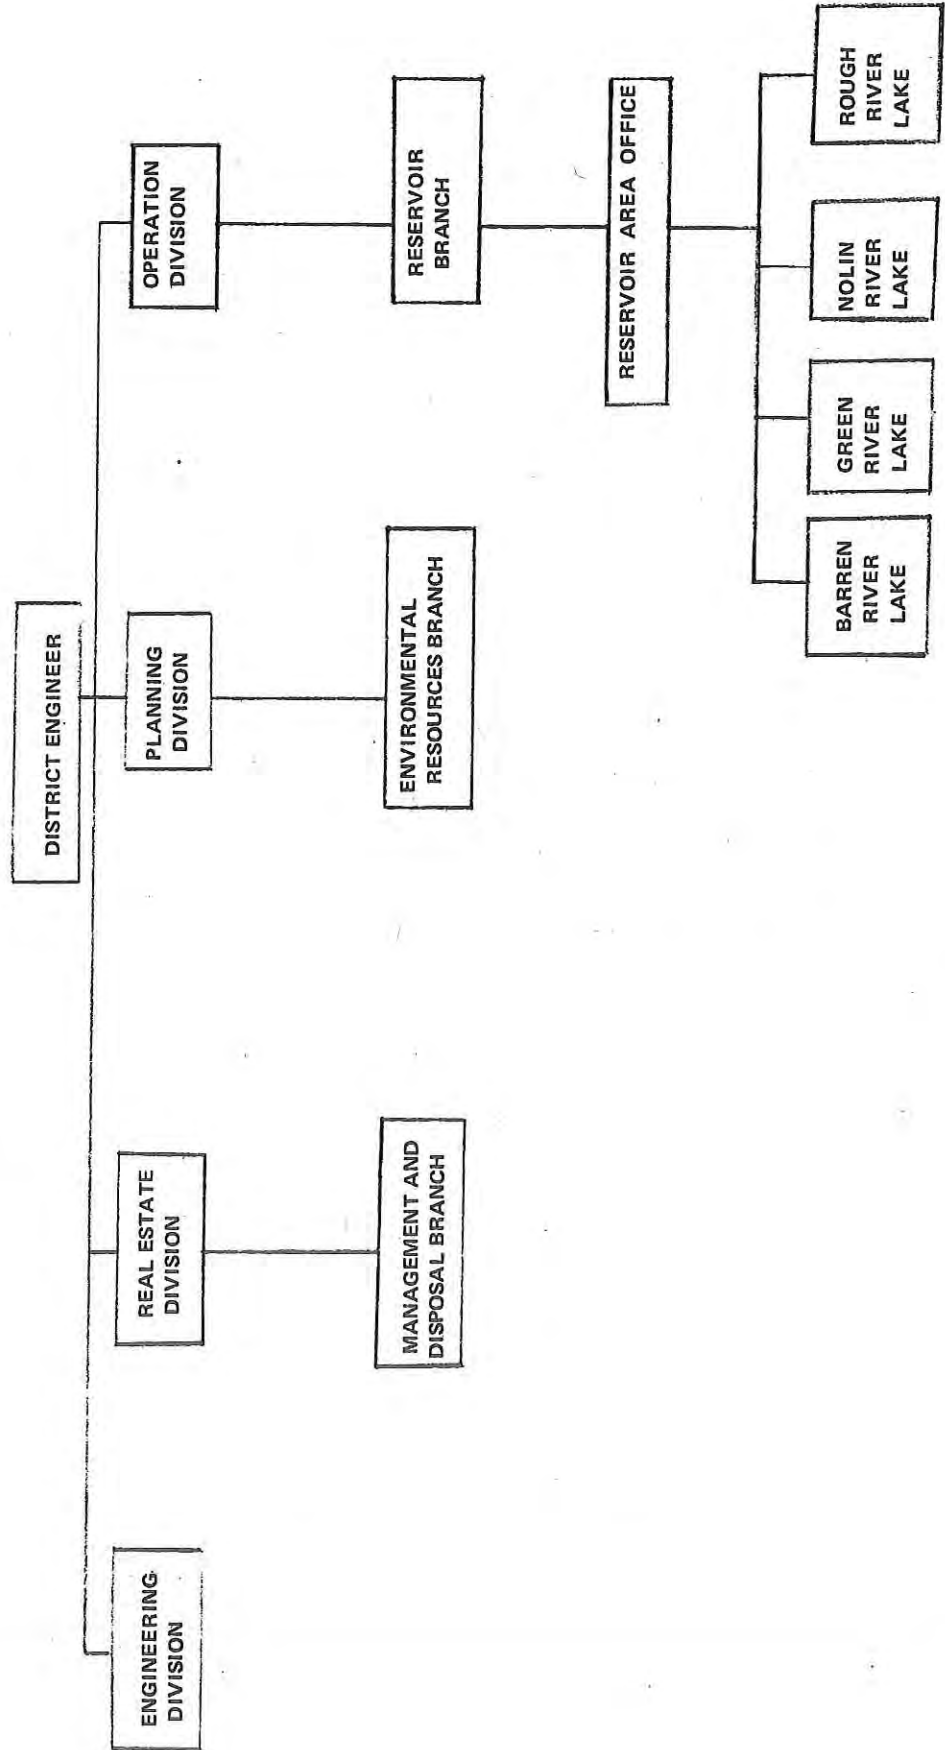 DISTRICT ENGINEER
ENGINEERING
DIVISION
REAL ESTATE
DIVISION
PLANNING
DIVISION
OPERATION
DIVISION
MANAGEMENT AND
DISPOSAL BRANCH
ENVIRONMENTAL
RESOURCES BRANCH
RESERVOIR
BRANCH
RESERVOIR AREA OFFICE
BARREN
RIVER
LAKE
GREEN
RIVER
LAKE
NOLIN
RIVER
LAKE
ROUGH
RIVER
LAKE